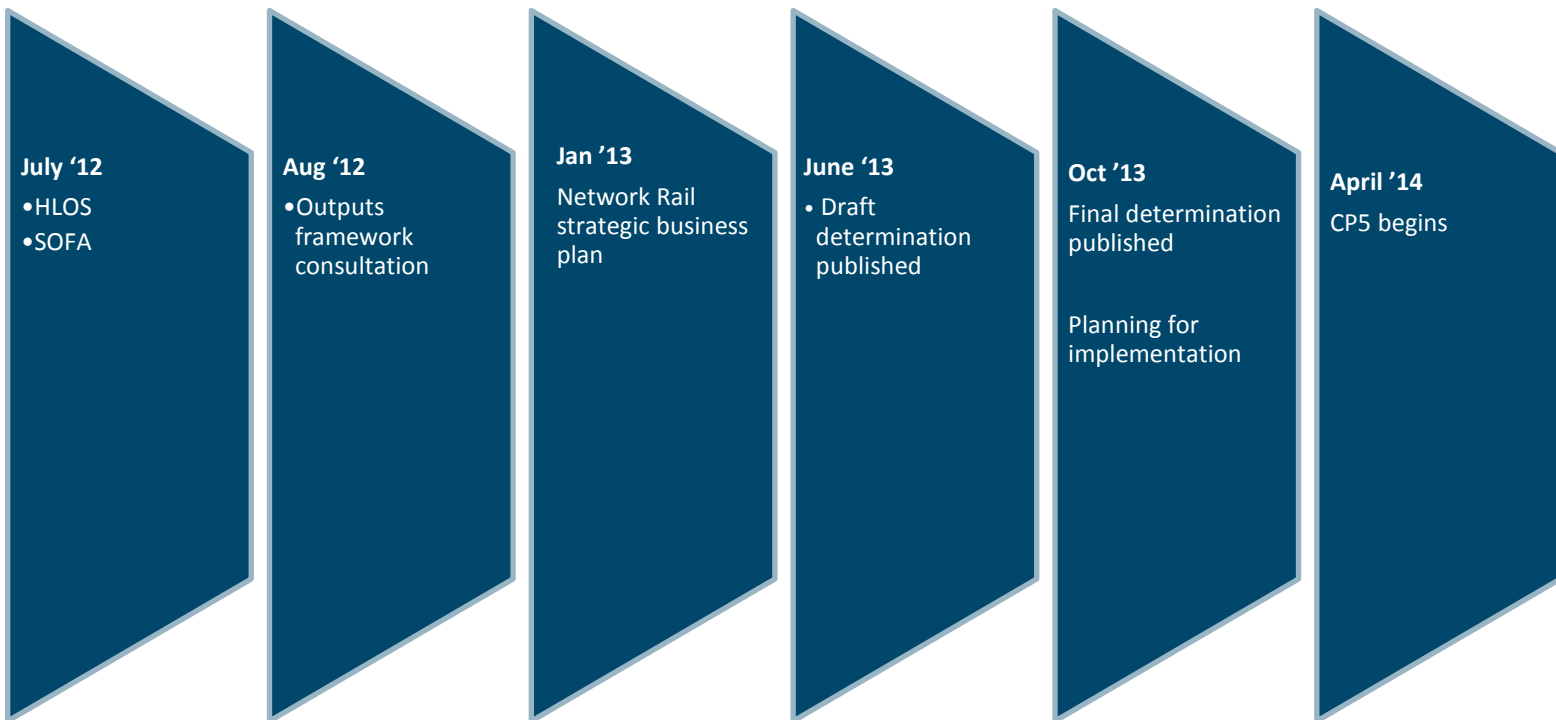 July ‘12
•HLOS
•SOFA
Aug ‘12
•Outputs
framework
consultation
Jan ’13
Network Rail
strategic business
plan
June ‘13
• Draft
determination
published
Oct ’13
Final determination
published
Planning for
implementation
April ’14
CP5 begins